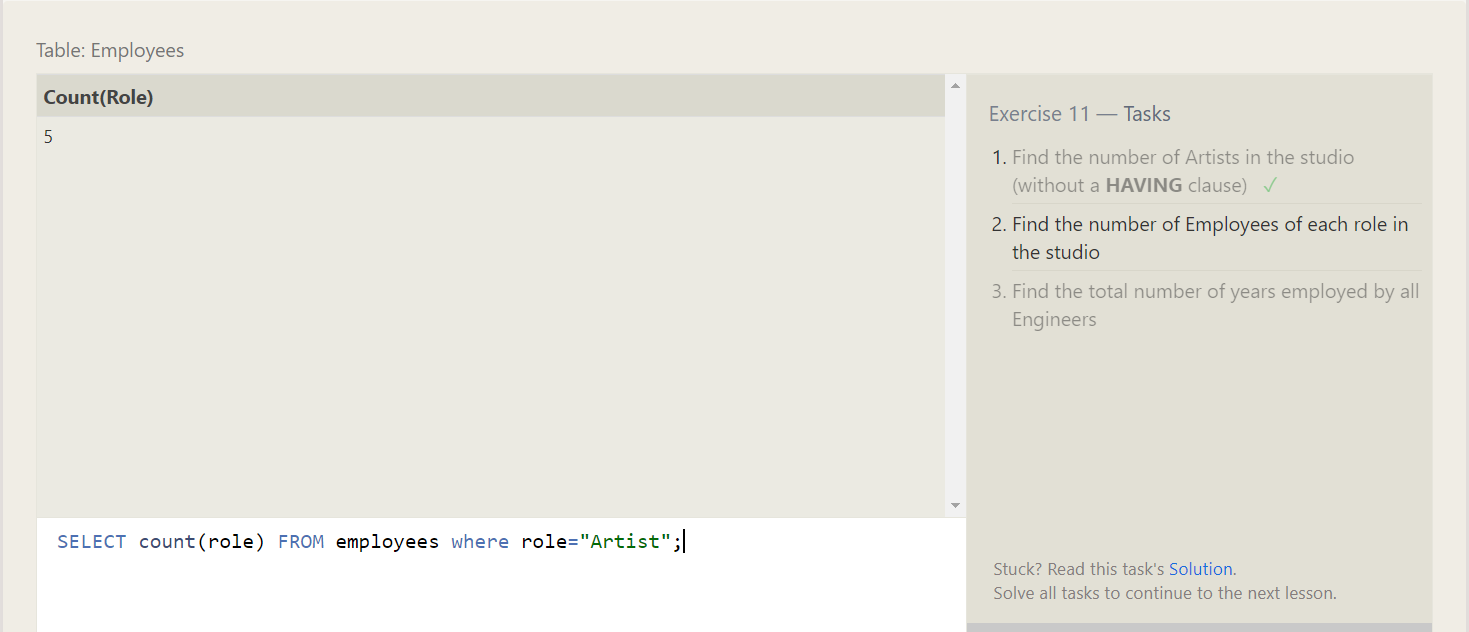 Table: Employees
Count(Role)
5
SELECT count(role) FROM employees where role="Artist";
Exercise 11 — Tasks
1. Find the number of Artists in the studio
(without a HAVING clause) ✓
2. Find the number of Employees of each role in
the studio
3. Find the total number of years employed by all
Engineers
Stuck? Read this task's Solution.
Solve all tasks to continue to the next lesson.